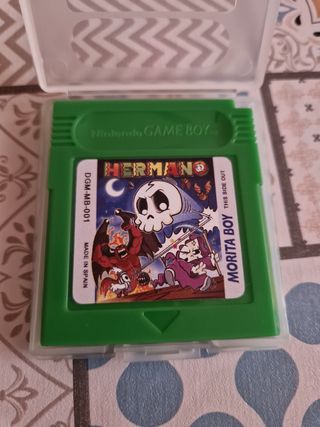 Nintendo GAME BOY
HERMANO
DGM-MB-001
MADE IN SPAIN
MORITA BOY
THIS SIDE OUT